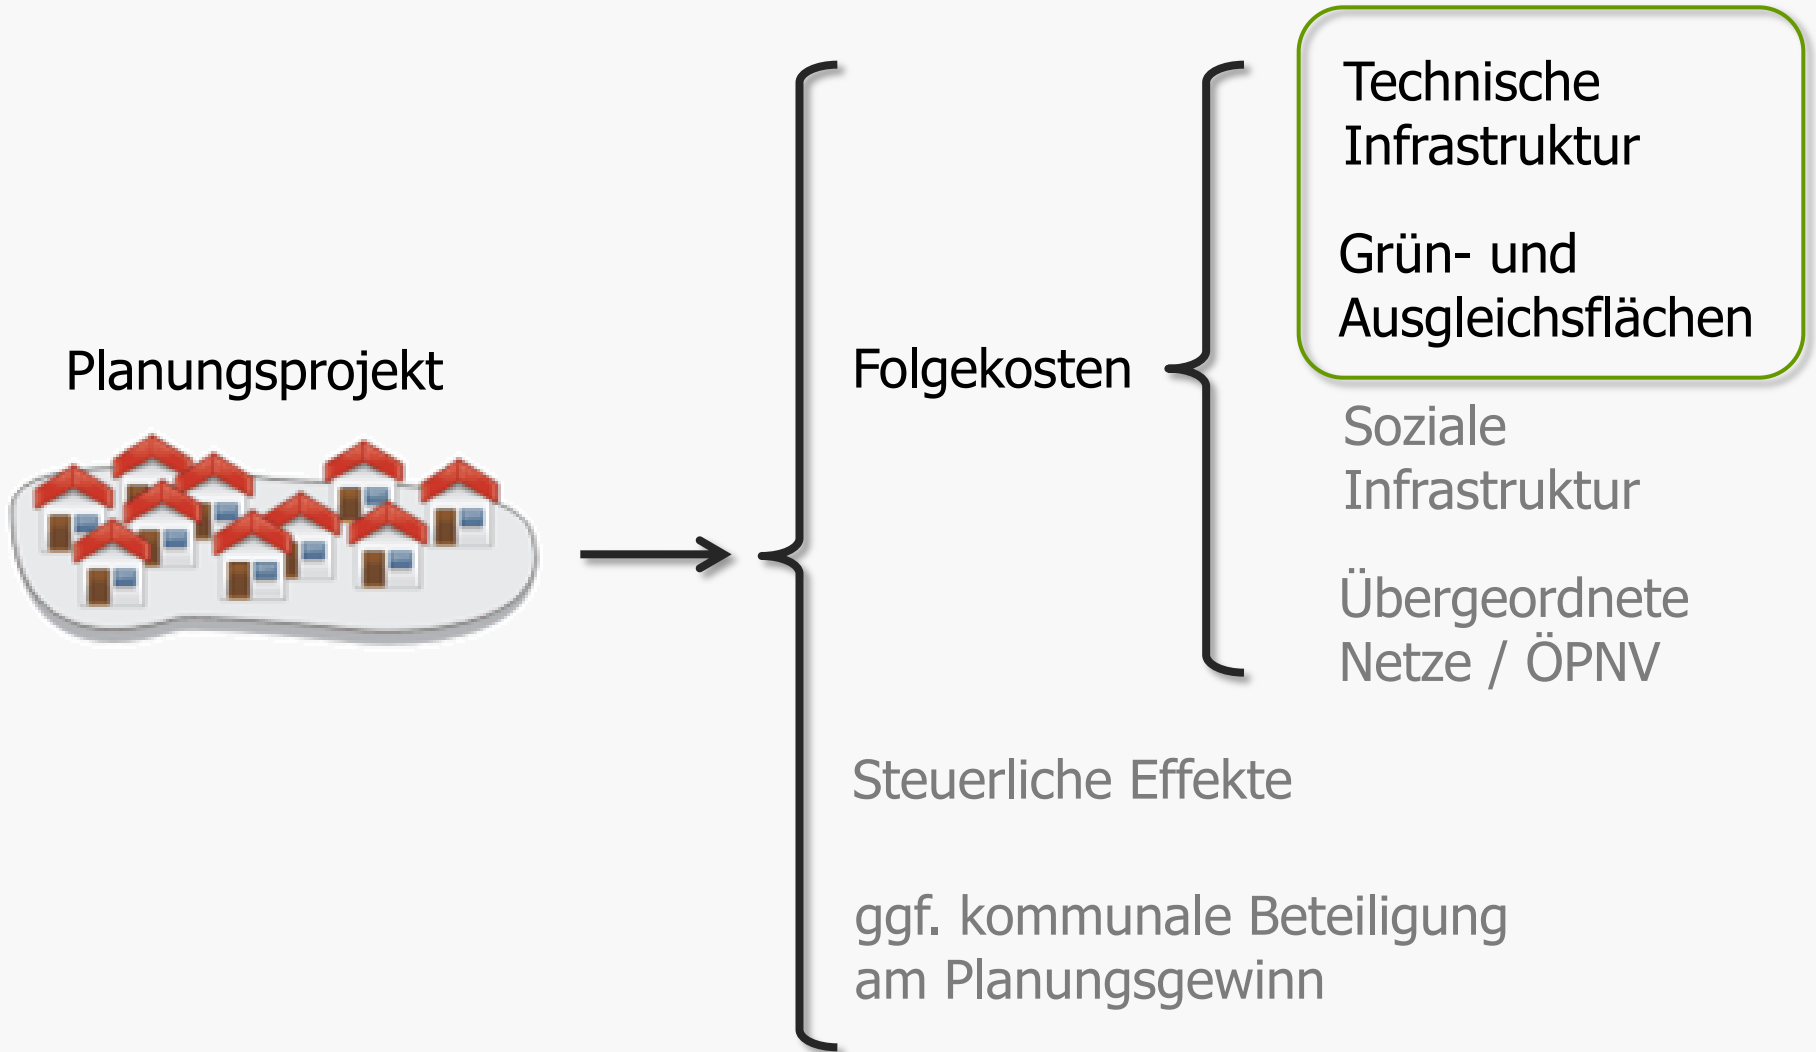 Planungsprojekt
Folgekosten
Technische
Infrastruktur
Grün- und
Ausgleichsflächen
Soziale
Infrastruktur
Übergeordnete
Netze / ÖPNV
Steuerliche Effekte
ggf. kommunale Beteiligung
am Planungsgewinn